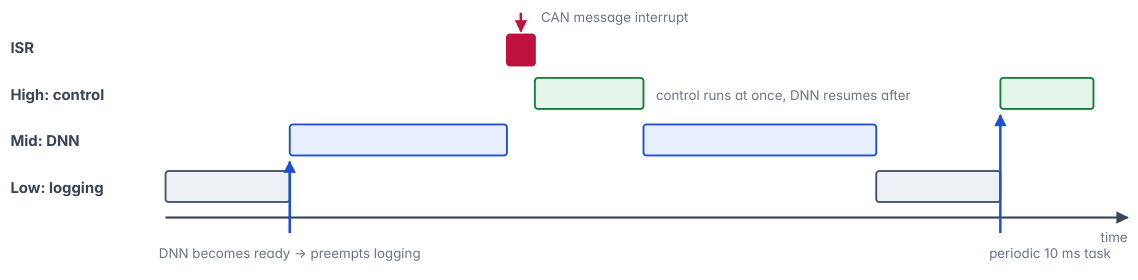 CAN message interrupt
ISR
High: control
control runs at once, DNN resumes after
Mid: DNN
Low: logging
time
DNN becomes ready → preempts logging
periodic 10 ms task